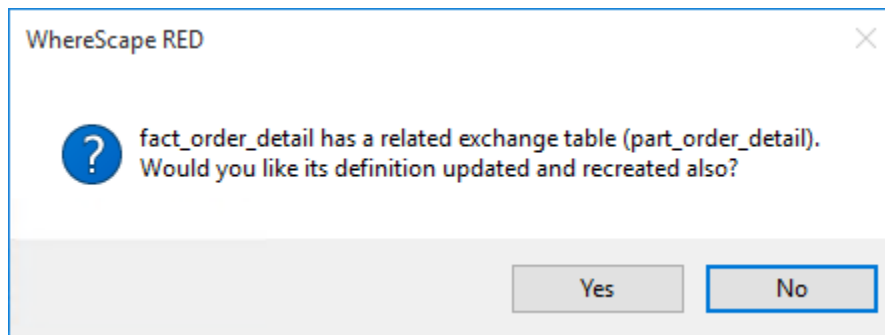 WhereScape RED
?
fact_order_detail has a related exchange table (part_order_detail).
Would you like its definition updated and recreated also?
Yes
No